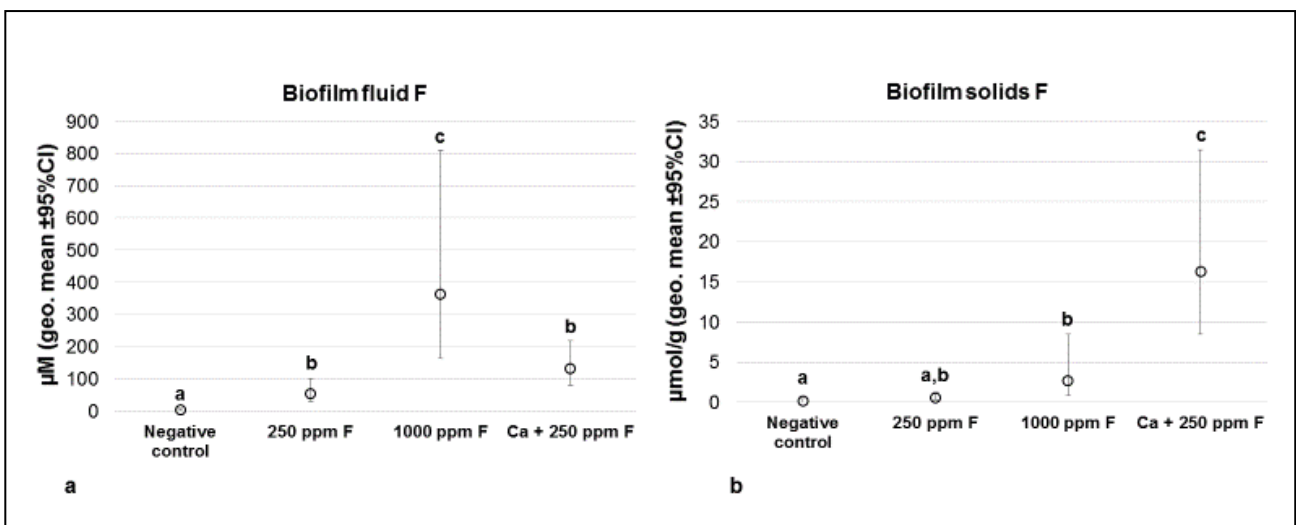 Biofilm fluid F
µM (geo. mean ±95%CI)
900
800
700
600
500
400
300
200
100
0
a
b
c
b
Negative control
250 ppm F
1000 ppm F
Ca + 250 ppm F
a
Biofilm solids F
µmol/g (geo. mean ±95%CI)
35
30
25
20
15
10
5
0
a
a,b
b
c
Negative control
250 ppm F
1000 ppm F
Ca + 250 ppm F
b